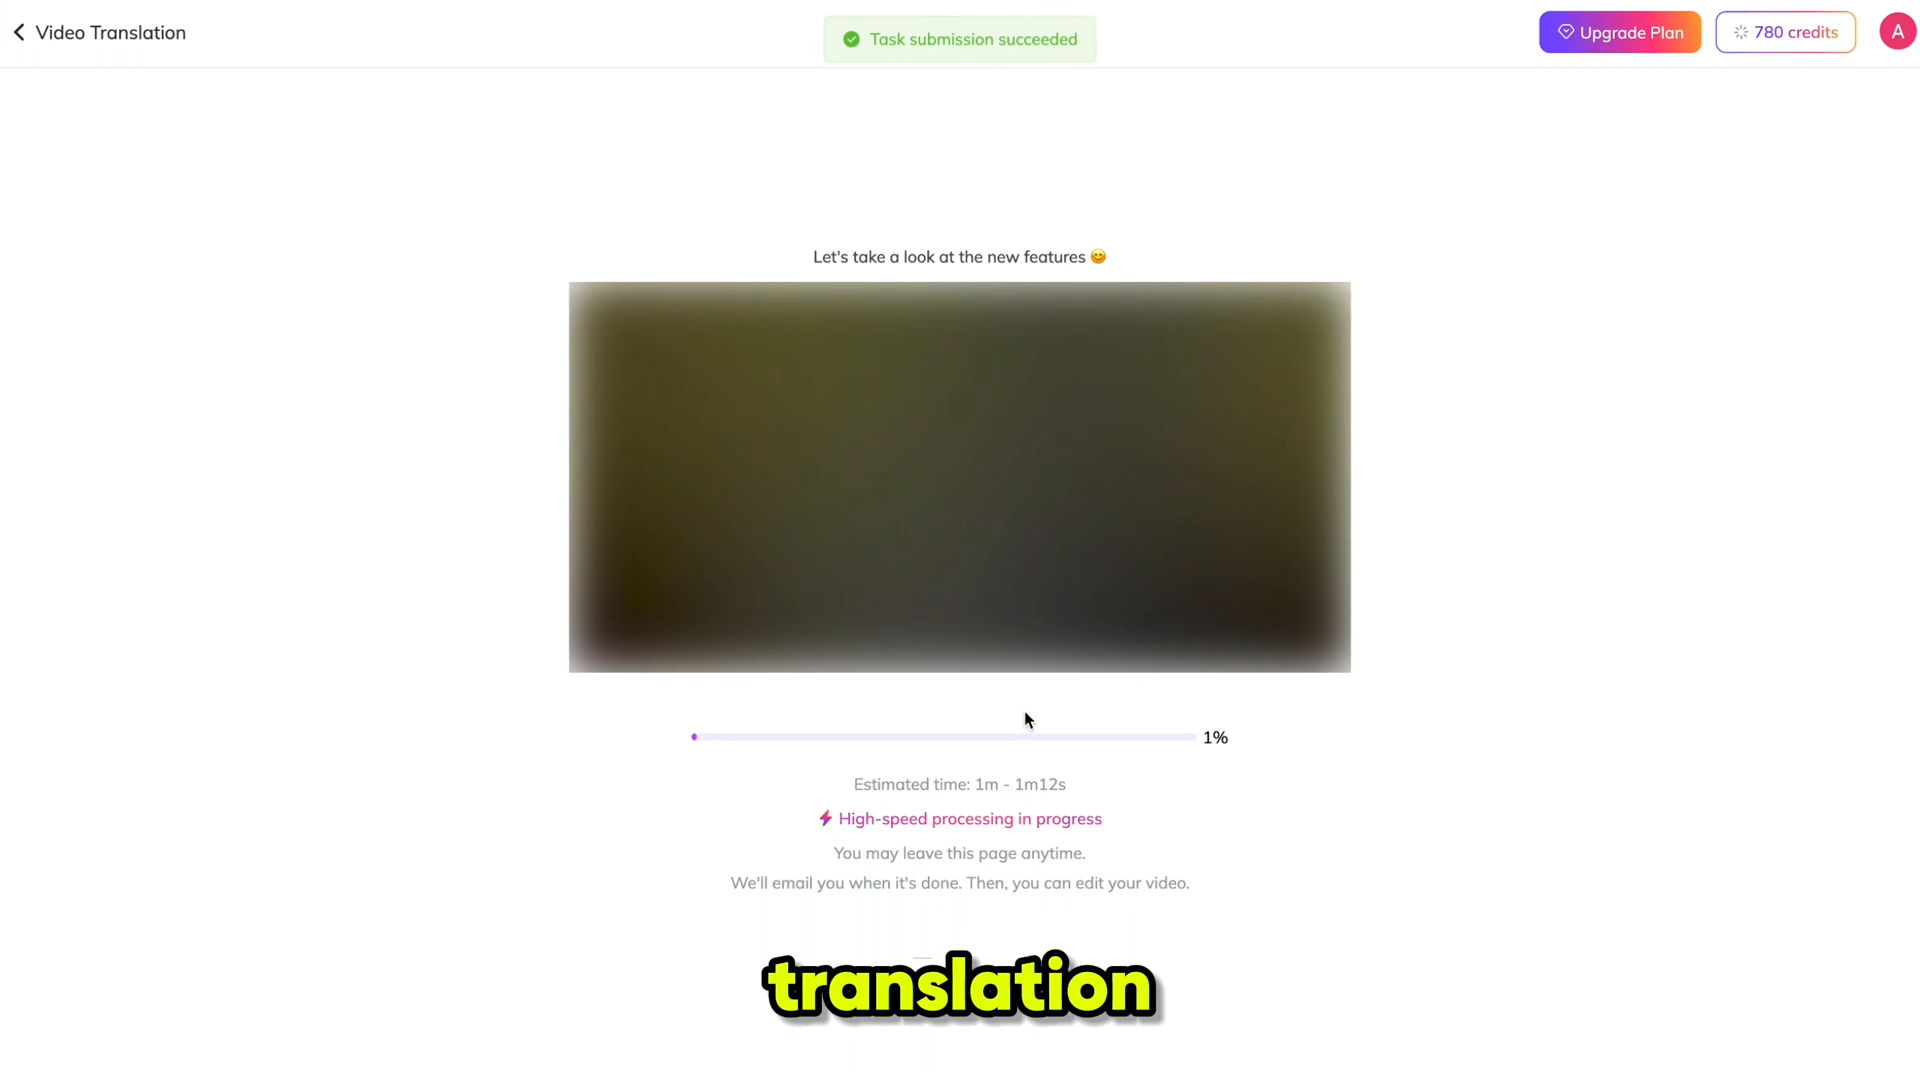 Video Translation
Task submission succeeded
Upgrade Plan
780 credits
A
Let's take a look at the new features 😊
1%
Estimated time: 1m - 1m12s
High-speed processing in progress
You may leave this page anytime.
We'll email you when it's done. Then, you can edit your video.
translation